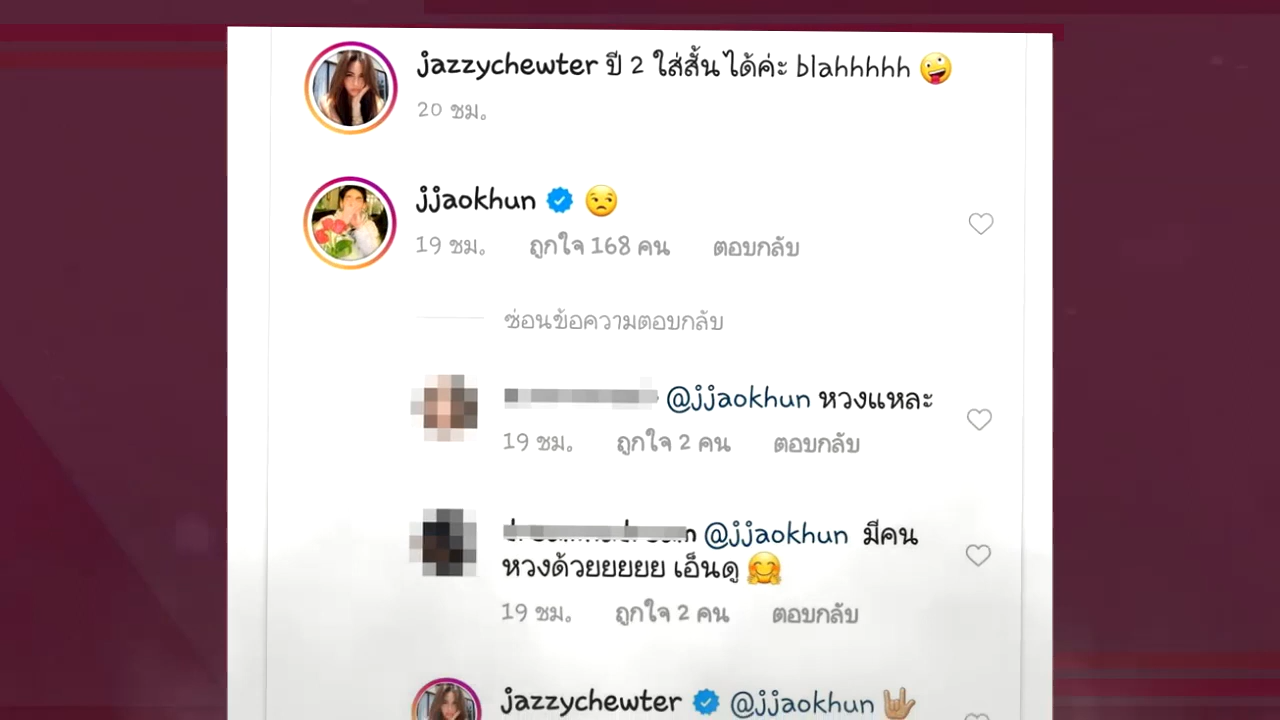 jazzychewter ปี 2 ใส่สั้นได้ค่ะ blahhhhh 🤪
20 ชม.
jjaokhun 😒
19 ชม. ถูกใจ 168 คน ตอบกลับ
ซ่อนข้อความตอบกลับ
@jjaokhun หวงแหละ
19 ชม. ถูกใจ 2 คน ตอบกลับ
@jjaokhun มีคน
หวงด้วยยยยย เอ็นดู 🤗
19 ชม. ถูกใจ 2 คน ตอบกลับ
jazzychewter @jjaokhun 🤟🏼